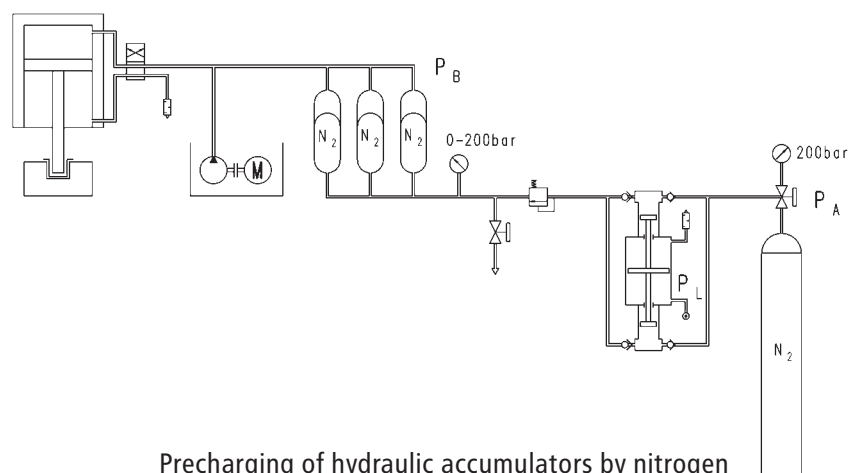 P B
0-200bar
200bar
N 2
N 2
N 2
M
P A
P L
N 2
Precharging of hydraulic accumulators by nitrogen